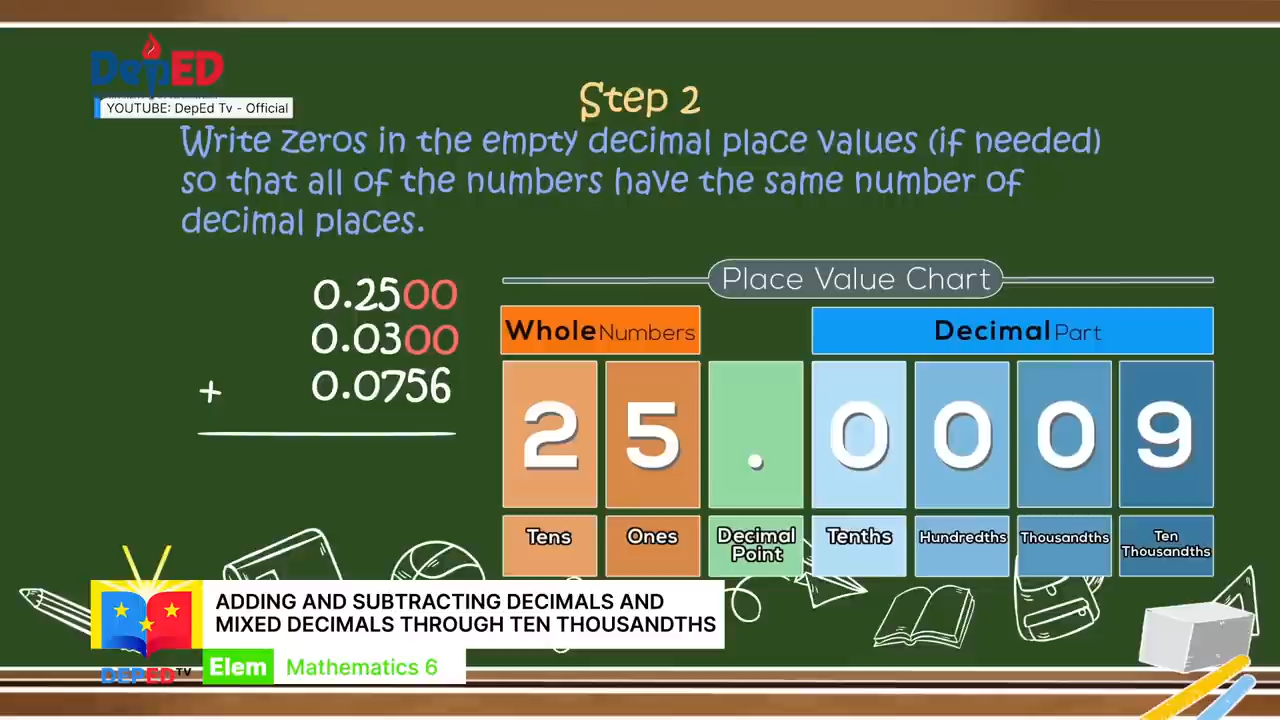 DepED
YOUTUBE: DepEd Tv - Official
Step 2
Write zeros in the empty decimal place values (if needed)
so that all of the numbers have the same number of
decimal places.
0.2500
0.0300
+ 0.0756
Place Value Chart
Whole Numbers
Decimal Part
2 5 . 0 0 0 9
Tens
Ones
Decimal
Point
Tenths
Hundredths
Thousandths
Ten
Thousandths
ADDING AND SUBTRACTING DECIMALS AND
MIXED DECIMALS THROUGH TEN THOUSANDTHS
DEPED TV
Elem Mathematics 6